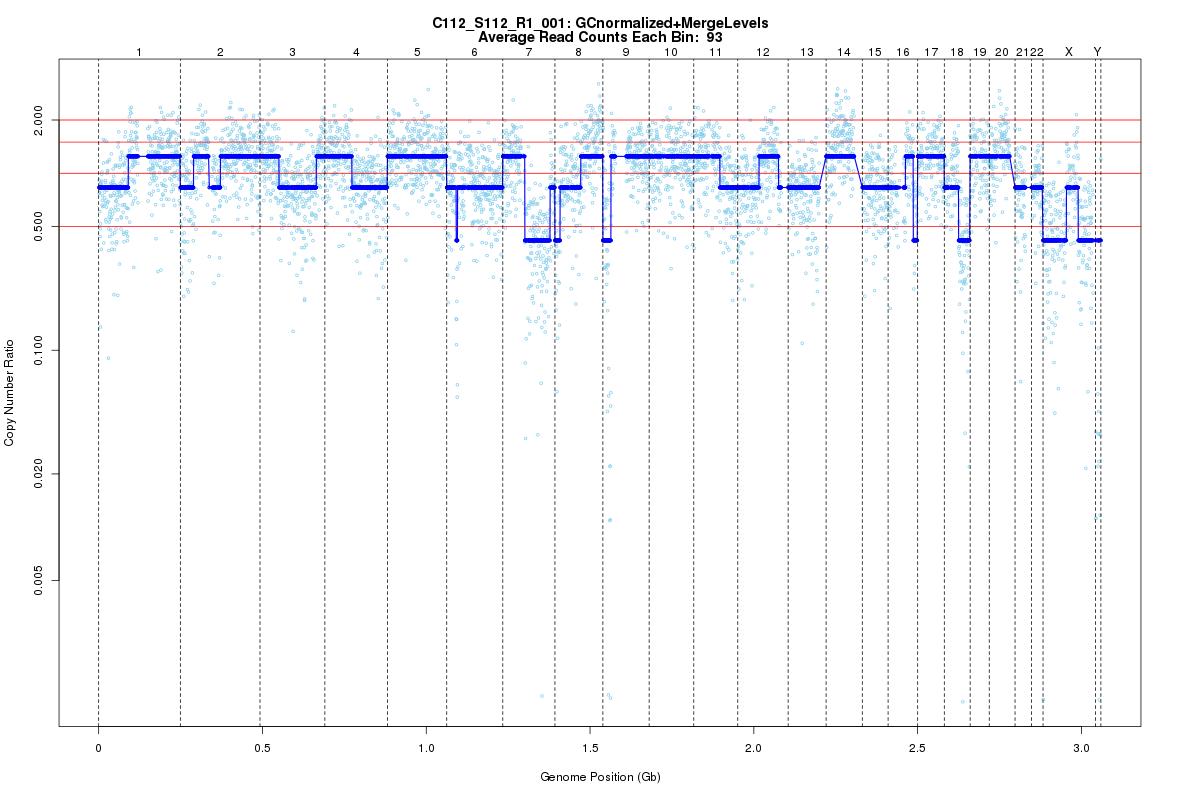 C112_S112_R1_001: GCnormalized+MergeLevels
Average Read Counts Each Bin: 93
1 2 3 4 5 6 7 8 9 10 11 12 13 14 15 16 17 18 19 20 21 22 X Y
2.000
0.500
0.100
0.020
0.005
Copy Number Ratio
0 0.5 1.0 1.5 2.0 2.5 3.0
Genome Position (Gb)